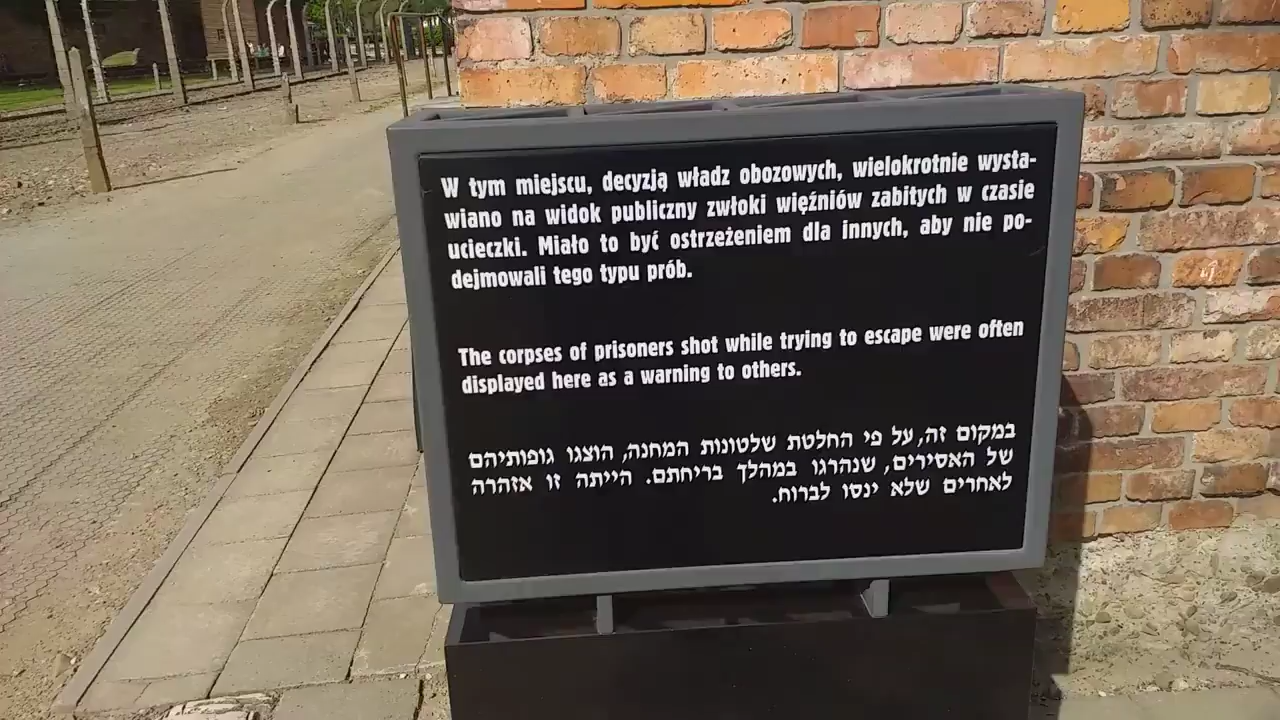 W tym miejscu, decyzją władz obozowych, wielokrotnie wysta-
wiano na widok publiczny zwłoki więźniów zabitych w czasie
ucieczki. Miało to być ostrzeżeniem dla innych, aby nie po-
dejmowali tego typu prób.
The corpses of prisoners shot while trying to escape were often
displayed here as a warning to others.
במקום זה, על פי החלטת שלטונות המחנה, הוצגו גופותיהם
של האסירים, שנהרגו במהלך בריחתם. הייתה זו אזהרה
לאחרים שלא ינסו לברוח.